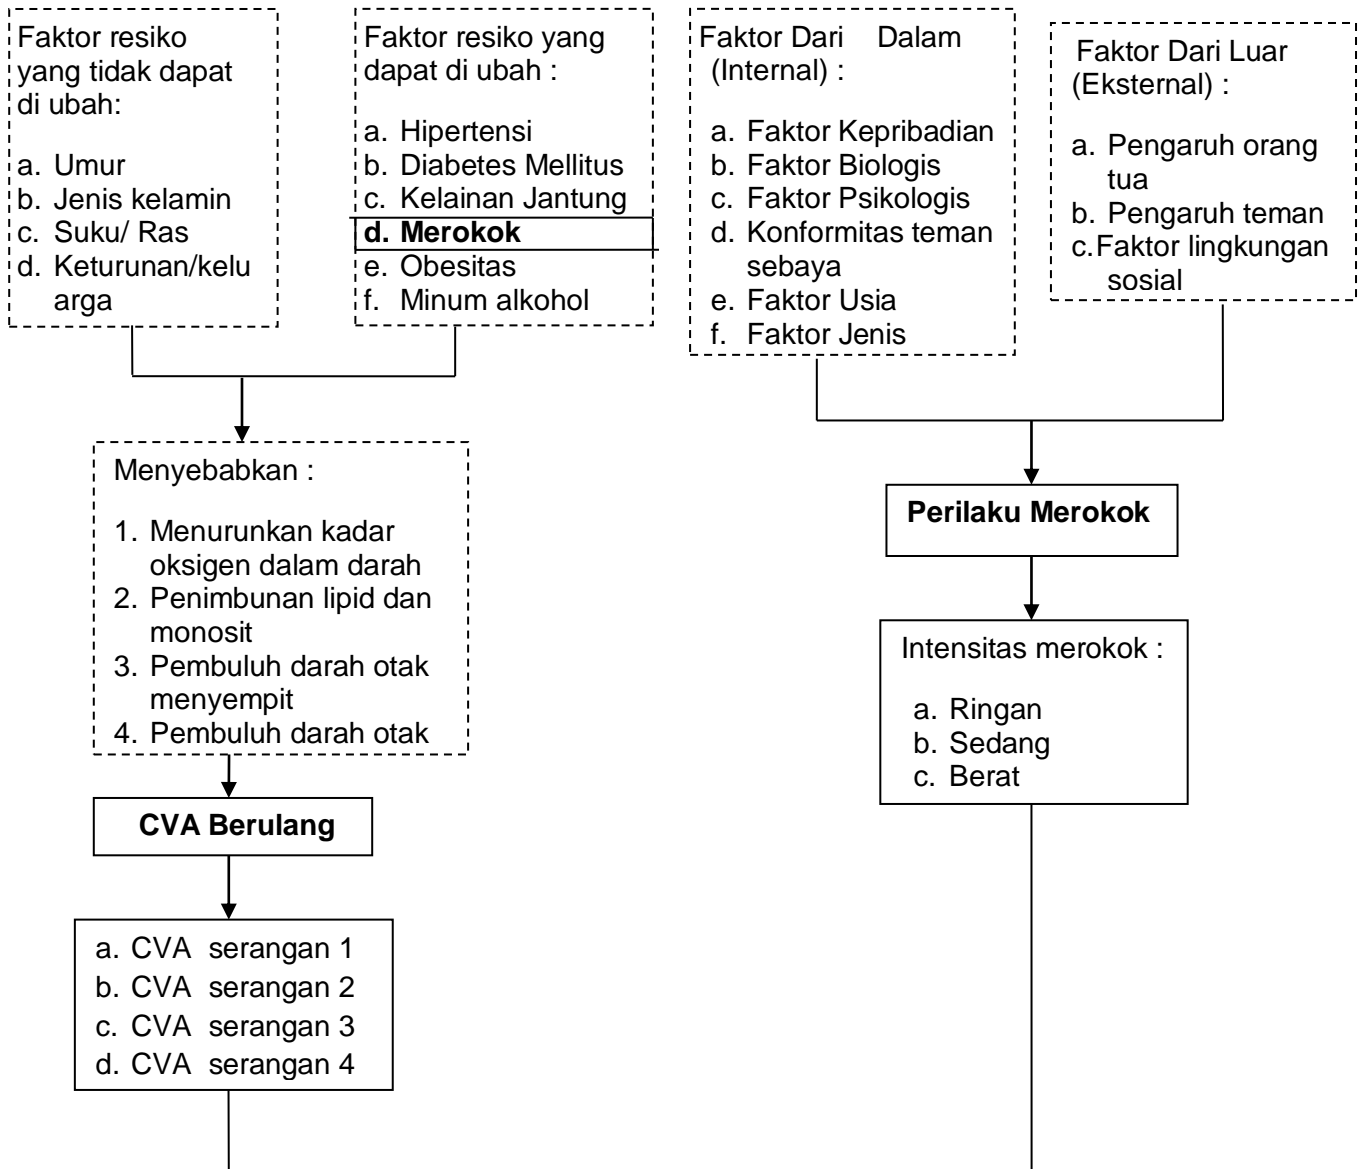 Faktor resiko
yang tidak dapat
di ubah:
a. Umur
b. Jenis kelamin
c. Suku/ Ras
d. Keturunan/kelu
arga
Faktor resiko yang
dapat di ubah :
a. Hipertensi
b. Diabetes Mellitus
c. Kelainan Jantung
d. Merokok
e. Obesitas
f. Minum alkohol
Faktor Dari Dalam
(Internal) :
a. Faktor Kepribadian
b. Faktor Biologis
c. Faktor Psikologis
d. Konformitas teman
sebaya
e. Faktor Usia
f. Faktor Jenis
Faktor Dari Luar
(Eksternal) :
a. Pengaruh orang
tua
b. Pengaruh teman
c.Faktor lingkungan
sosial
Menyebabkan :
1. Menurunkan kadar
oksigen dalam darah
2. Penimbunan lipid dan
monosit
3. Pembuluh darah otak
menyempit
4. Pembuluh darah otak
Perilaku Merokok
Intensitas merokok :
a. Ringan
b. Sedang
c. Berat
CVA Berulang
a. CVA serangan 1
b. CVA serangan 2
c. CVA serangan 3
d. CVA serangan 4